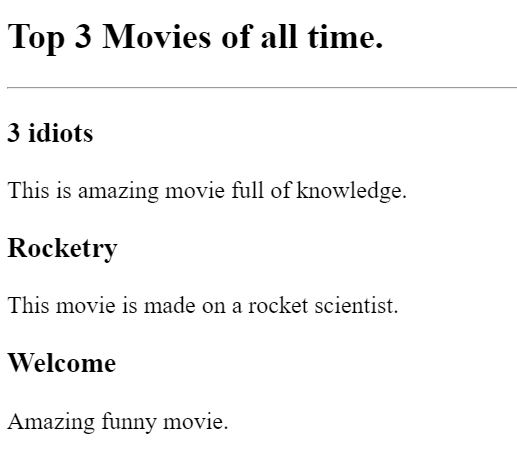 Top 3 Movies of all time.
3 idiots
This is amazing movie full of knowledge.
Rocketry
This movie is made on a rocket scientist.
Welcome
Amazing funny movie.